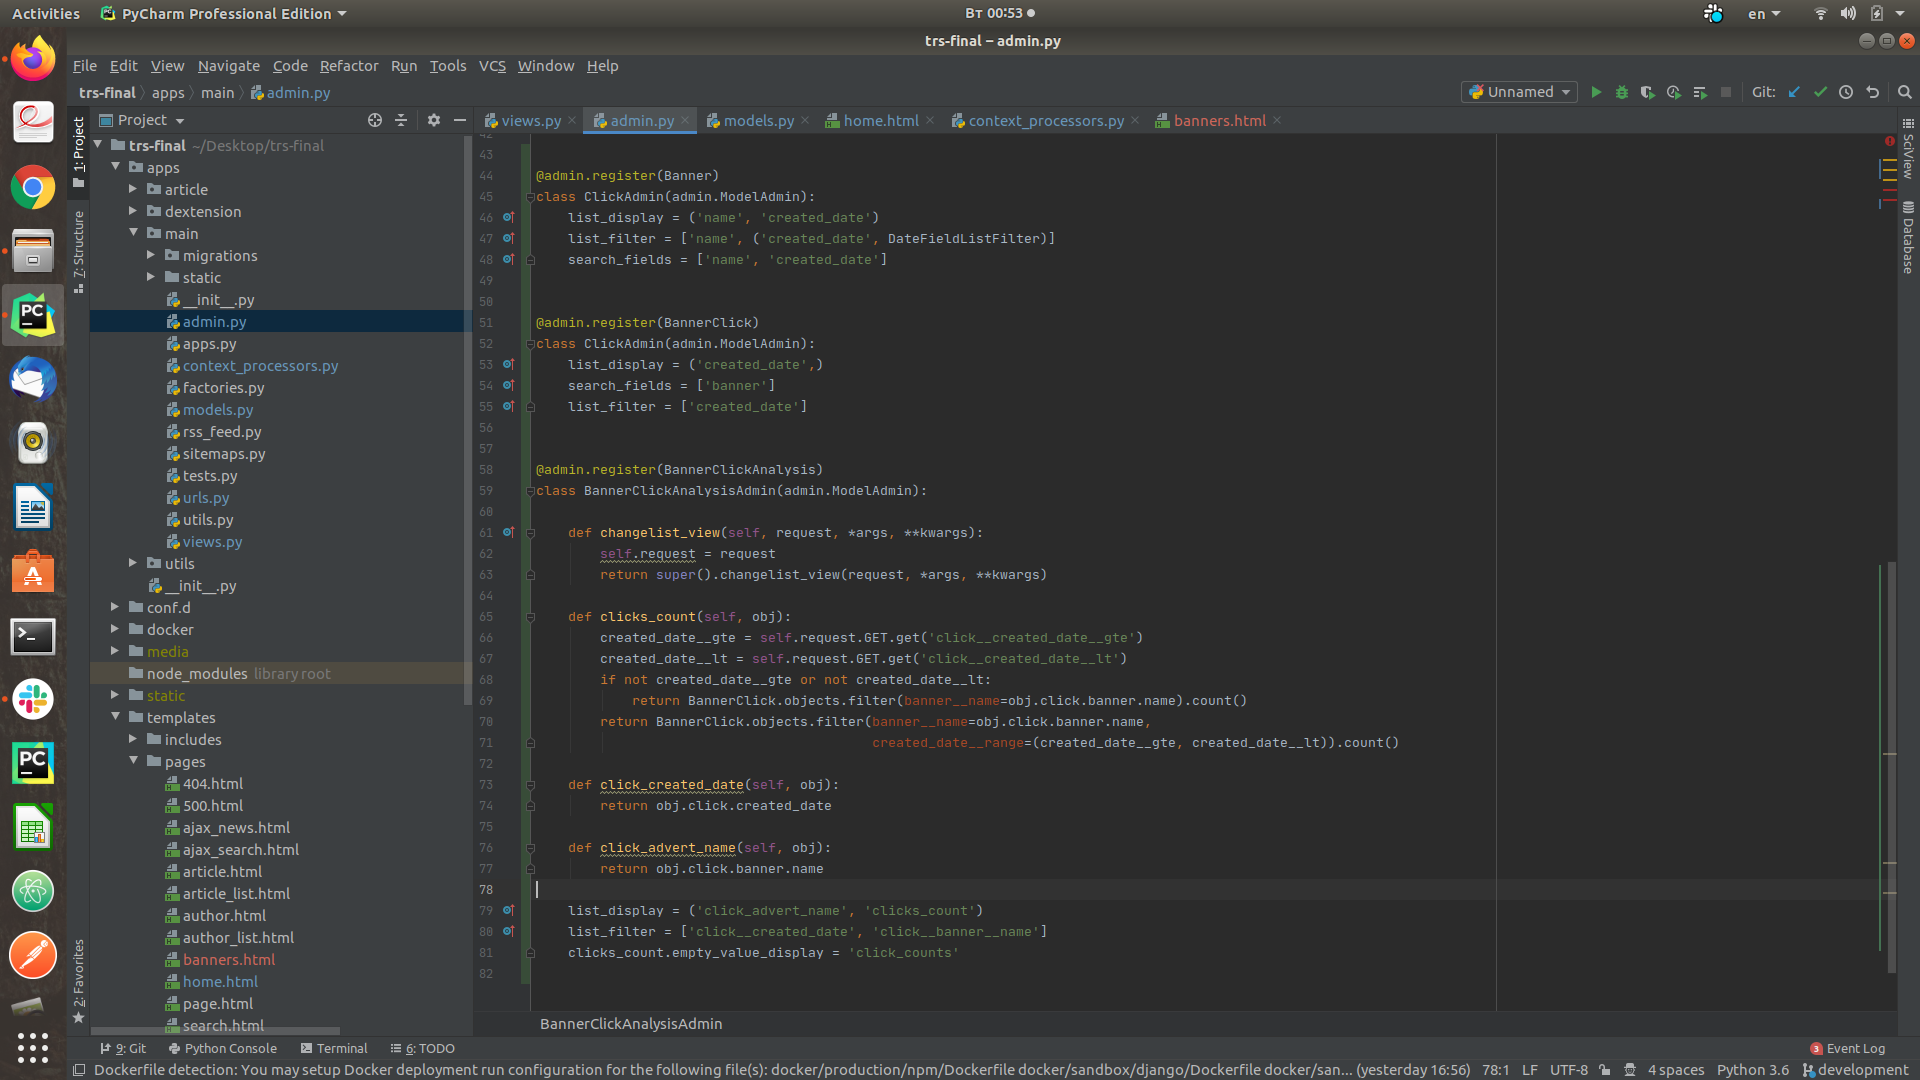 Activities PyCharm Professional Edition Вт 00:53 en
trs-final – admin.py
File Edit View Navigate Code Refactor Run Tools VCS Window Help
trs-final apps main admin.py Unnamed Git:
1: Project
7: Structure
2: Favorites
Project
trs-final ~/Desktop/trs-final
apps
article
dextension
main
migrations
static
__init__.py
admin.py
apps.py
context_processors.py
factories.py
models.py
rss_feed.py
sitemaps.py
tests.py
urls.py
utils.py
views.py
utils
__init__.py
conf.d
docker
media
node_modules library root
static
templates
includes
pages
404.html
500.html
ajax_news.html
ajax_search.html
article.html
article_list.html
author.html
author_list.html
banners.html
home.html
page.html
search.html
views.py admin.py models.py home.html context_processors.py banners.html
42
43
44 @admin.register(Banner)
45 class ClickAdmin(admin.ModelAdmin):
46 list_display = ('name', 'created_date')
47 list_filter = ['name', ('created_date', DateFieldListFilter)]
48 search_fields = ['name', 'created_date']
49
50
51 @admin.register(BannerClick)
52 class ClickAdmin(admin.ModelAdmin):
53 list_display = ('created_date',)
54 search_fields = ['banner']
55 list_filter = ['created_date']
56
57
58 @admin.register(BannerClickAnalysis)
59 class BannerClickAnalysisAdmin(admin.ModelAdmin):
60
61 def changelist_view(self, request, *args, **kwargs):
62 self.request = request
63 return super().changelist_view(request, *args, **kwargs)
64
65 def clicks_count(self, obj):
66 created_date__gte = self.request.GET.get('click__created_date__gte')
67 created_date__lt = self.request.GET.get('click__created_date__lt')
68 if not created_date__gte or not created_date__lt:
69 return BannerClick.objects.filter(banner__name=obj.click.banner.name).count()
70 return BannerClick.objects.filter(banner__name=obj.click.banner.name,
71 created_date__range=(created_date__gte, created_date__lt)).count()
72
73 def click_created_date(self, obj):
74 return obj.click.created_date
75
76 def click_advert_name(self, obj):
77 return obj.click.banner.name
78
79 list_display = ('click_advert_name', 'clicks_count')
80 list_filter = ['click__created_date', 'click__banner__name']
81 clicks_count.empty_value_display = 'click_counts'
82
BannerClickAnalysisAdmin
SciView
Database
9: Git Python Console Terminal 6: TODO 3 Event Log
Dockerfile detection: You may setup Docker deployment run configuration for the following file(s): docker/production/npm/Dockerfile docker/sandbox/django/Dockerfile docker/san... (yesterday 16:56) 78:1 LF UTF-8 4 spaces Python 3.6 development